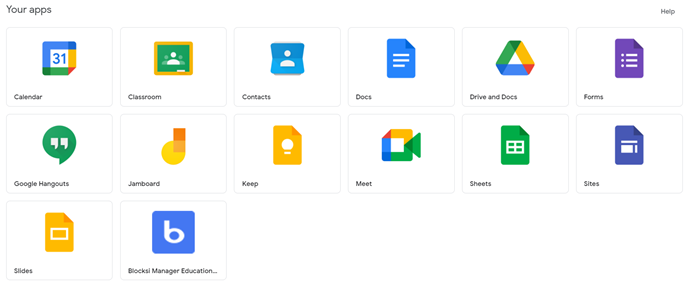 Your apps
Help
31
Calendar
Classroom
Contacts
Docs
Drive and Docs
Forms
Google Hangouts
Jamboard
Keep
Meet
Sheets
Sites
Slides
b
Blocksi Manager Education...